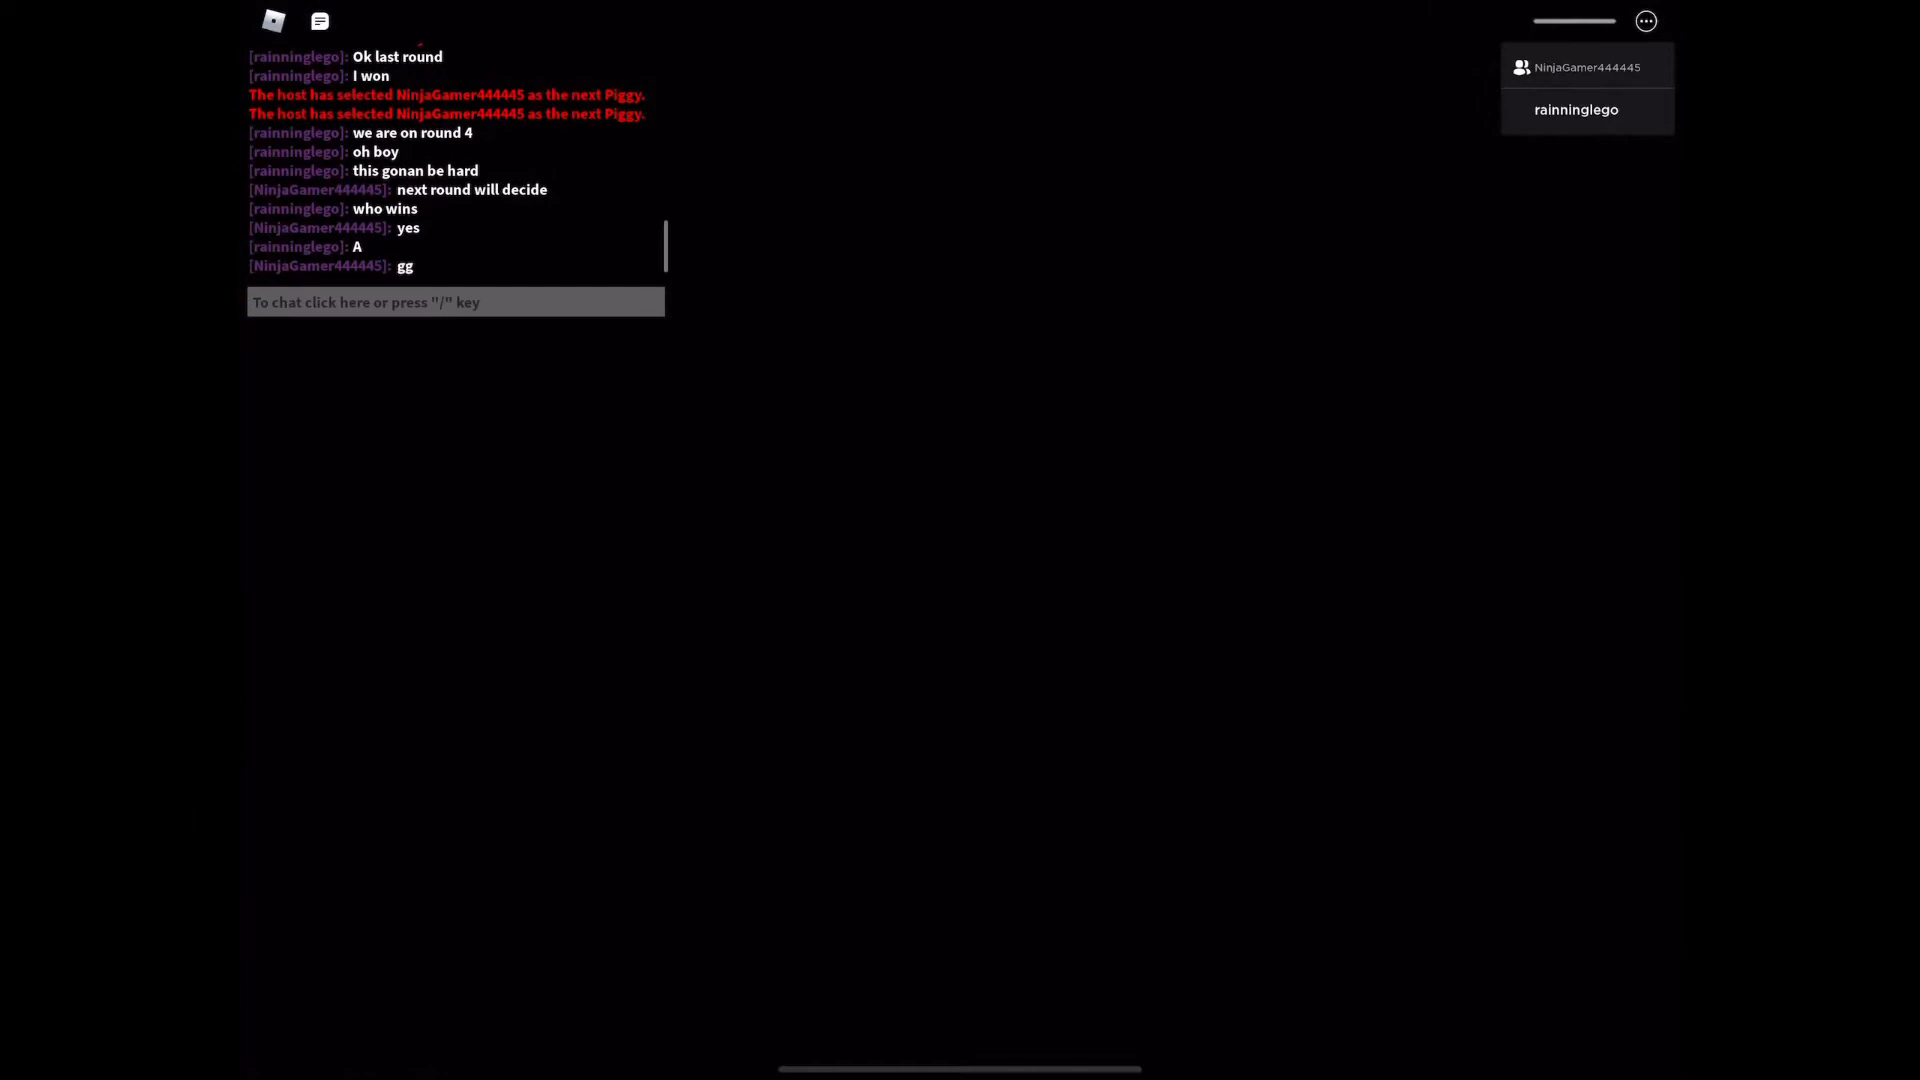 [rainninglego]: Ok last round
[rainninglego]: I won
The host has selected NinjaGamer444445 as the next Piggy.
The host has selected NinjaGamer444445 as the next Piggy.
[rainninglego]: we are on round 4
[rainninglego]: oh boy
[rainninglego]: this gonan be hard
[NinjaGamer444445]: next round will decide
[rainninglego]: who wins
[NinjaGamer444445]: yes
[rainninglego]: A
[NinjaGamer444445]: gg
To chat click here or press "/" key
NinjaGamer444445
rainninglego